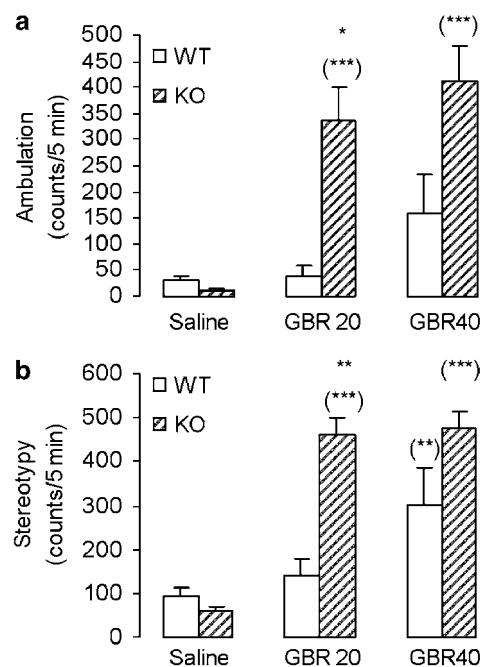 a
500
450
400
350
300
250
200
150
100
50
0
Ambulation
(counts/5 min)
WT
KO
*
(***)
(***)
Saline
GBR 20
GBR40
b
600
500
400
300
200
100
0
Stereotypy
(counts/5 min)
WT
KO
**
(***)
(**)
(***)
Saline
GBR 20
GBR40